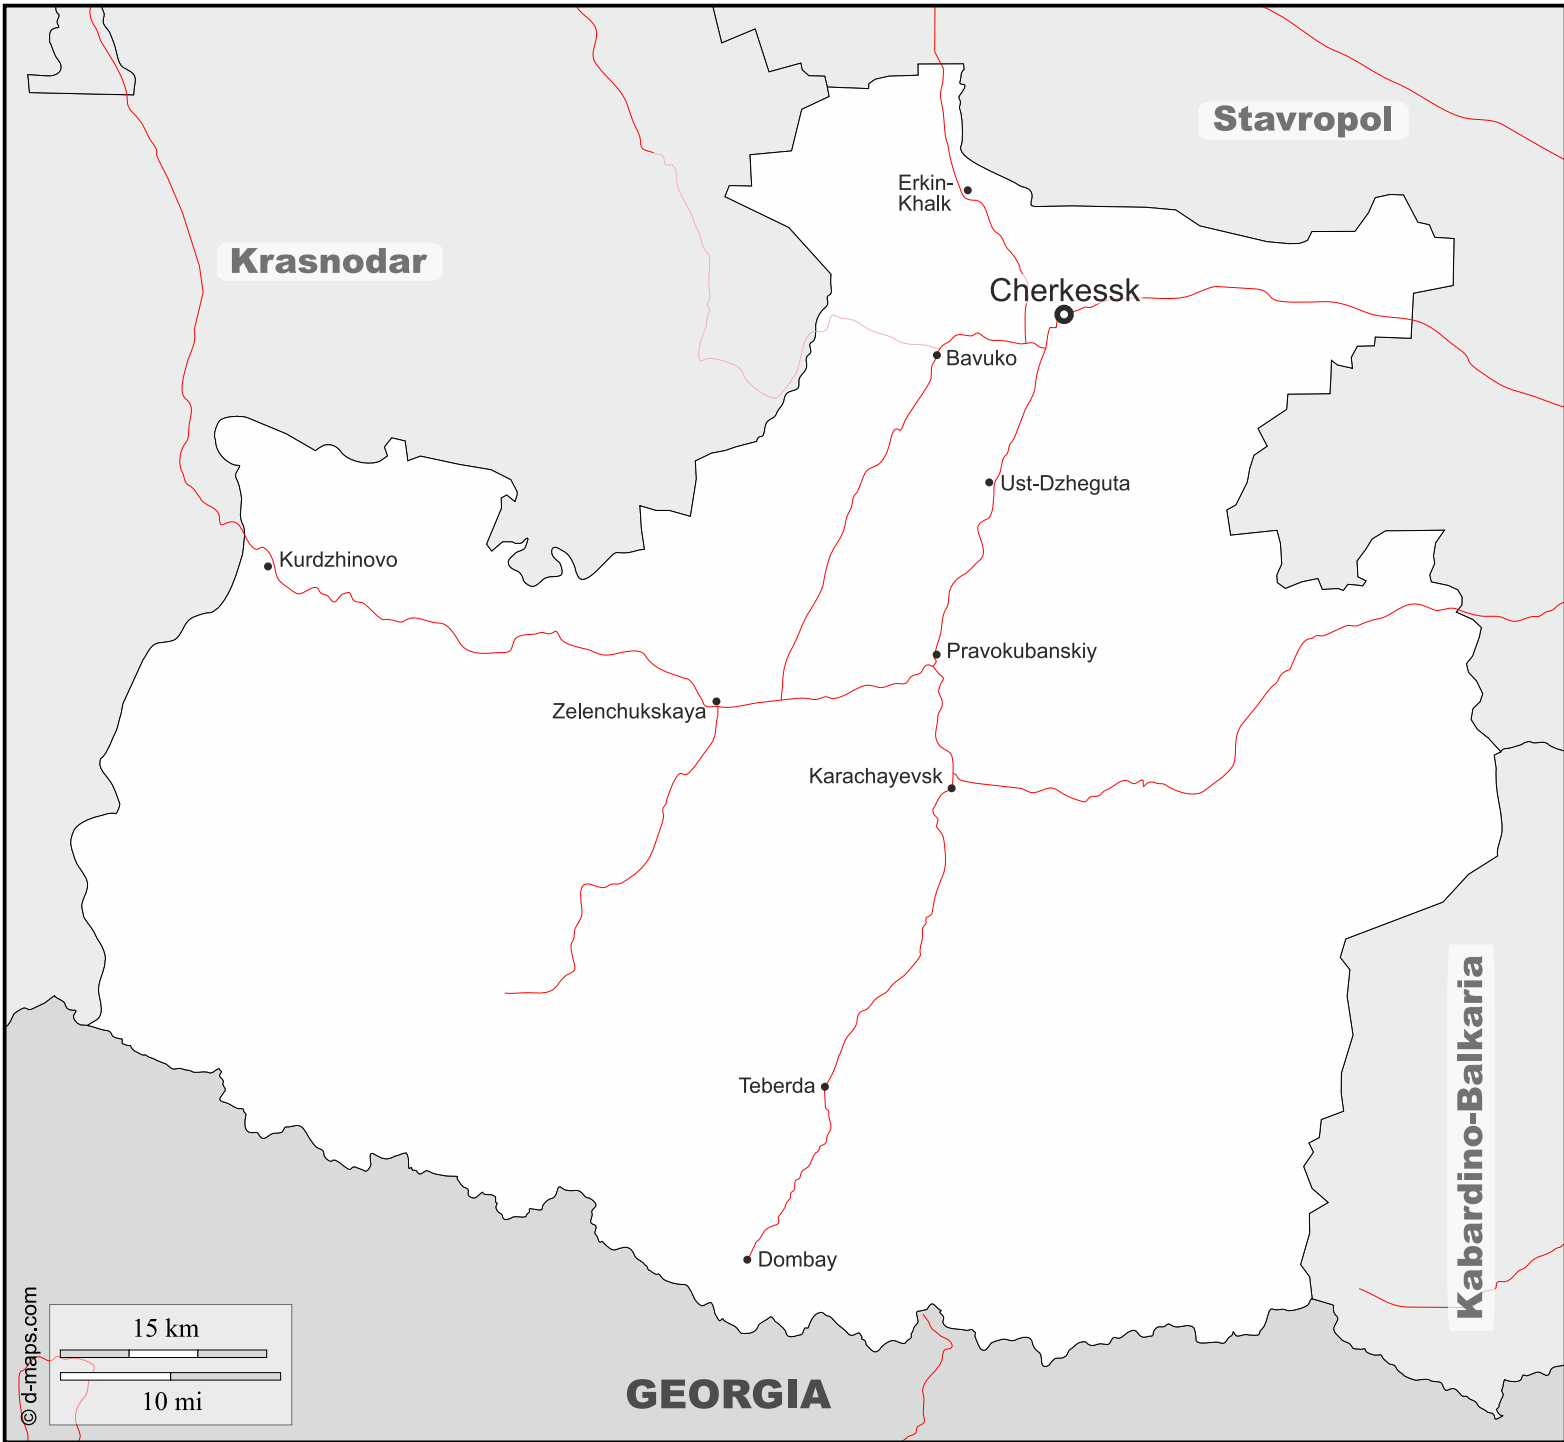 Stavropol
Erkin-
Khalk
Krasnodar
Cherkessk
Bavuko
Ust-Dzheguta
Kurdzhinovo
Pravokubanskiy
Zelenchukskaya
Karachayevsk
Kabardino-Balkaria
Teberda
Dombay
© d-maps.com
15 km
10 mi
GEORGIA